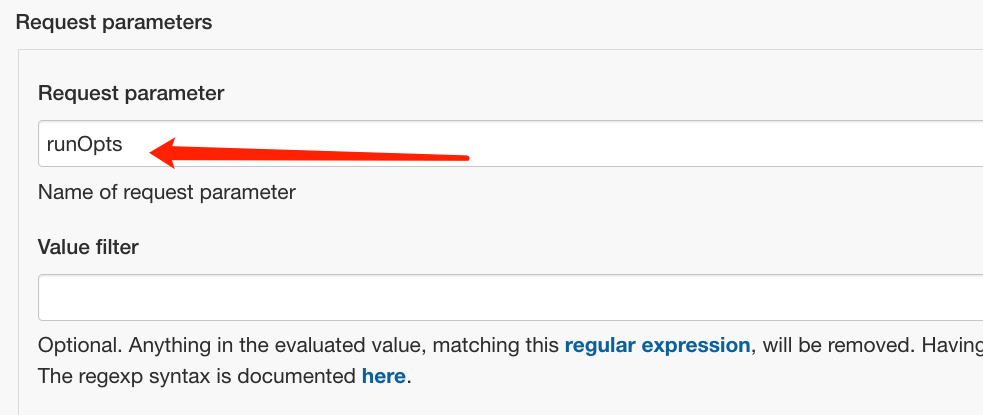 Request parameters
Request parameter
runOpts
Name of request parameter
Value filter
Optional. Anything in the evaluated value, matching this regular expression, will be removed. Having
The regexp syntax is documented here.